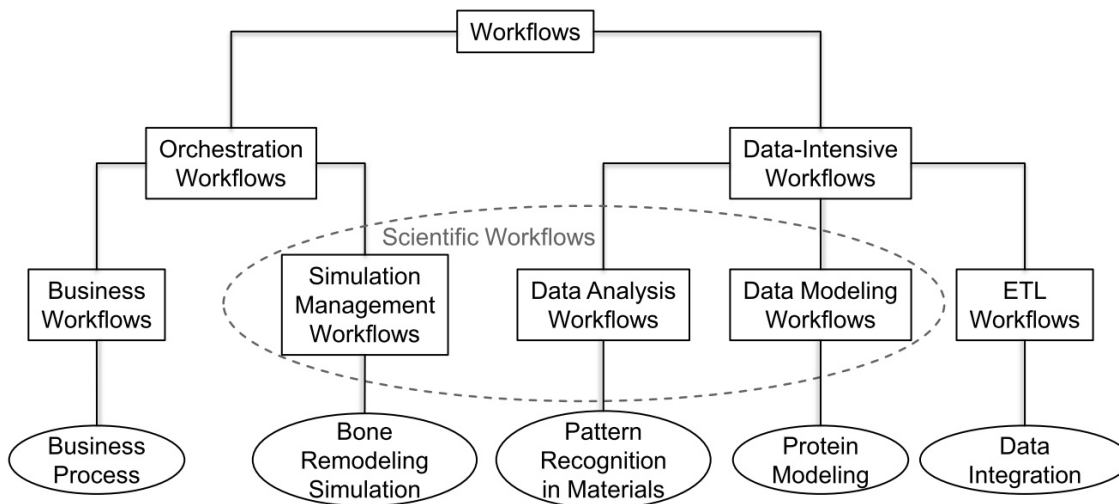 Workflows
Orchestration
Workflows
Data-Intensive
Workflows
Scientific Workflows
Business
Workflows
Simulation
Management
Workflows
Data Analysis
Workflows
Data Modeling
Workflows
ETL
Workflows
Business
Process
Bone
Remodeling
Simulation
Pattern
Recognition
in Materials
Protein
Modeling
Data
Integration